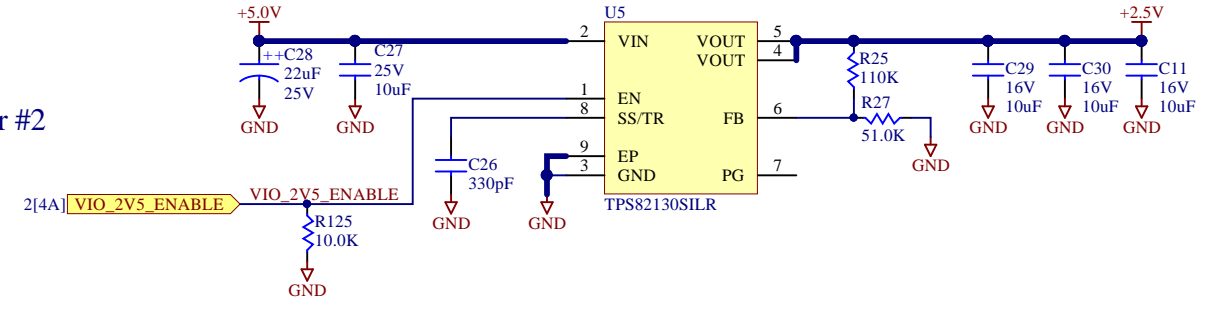 +5.0V
U5
+2.5V
2
VIN
VOUT
5
VOUT
4
++C28
22uF
25V
C27
25V
10uF
R25
110K
C29
16V
10uF
C30
16V
10uF
C11
16V
10uF
1
EN
8
SS/TR
FB
6
R27
51.0K
r #2
GND
GND
GND
GND
GND
GND
9
EP
3
GND
PG
7
C26
330pF
2[4A]
VIO_2V5_ENABLE
VIO_2V5_ENABLE
TPS82130SILR
R125
10.0K
GND
GND
GND